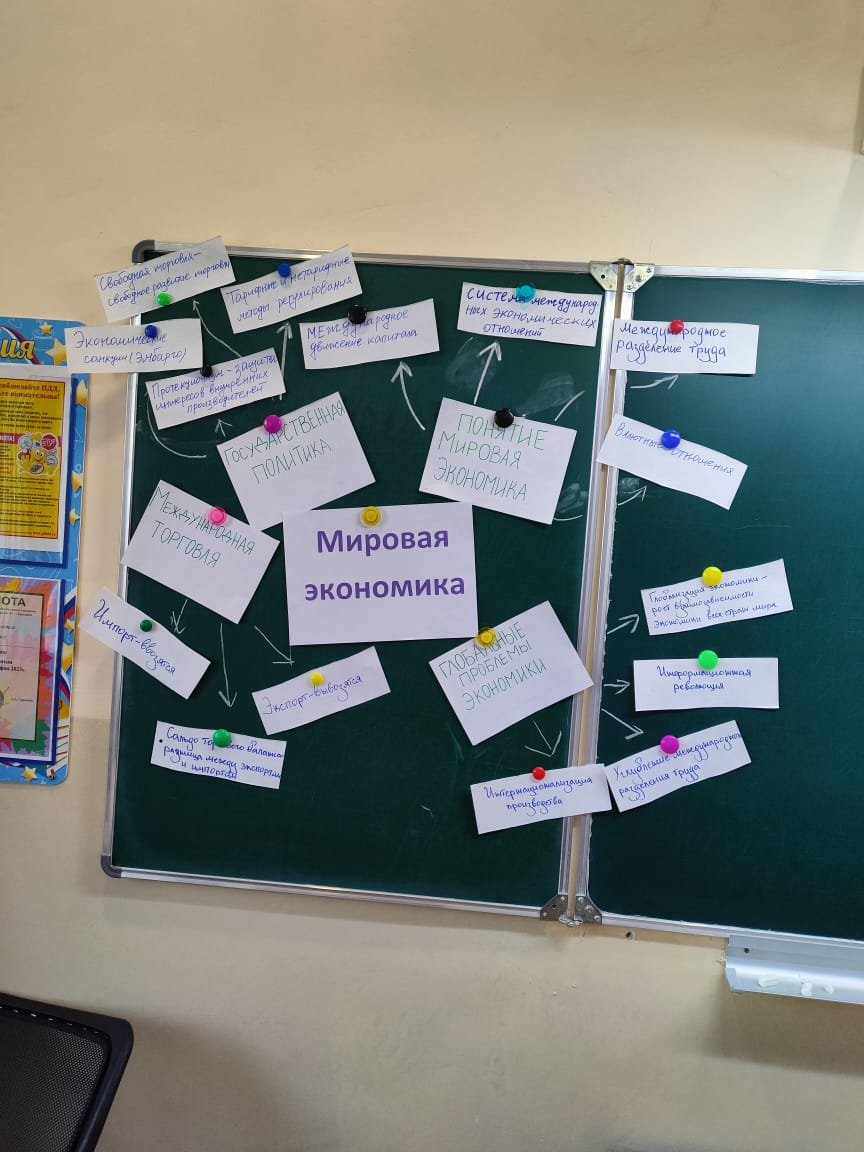 Свободная торговля-
свободное развитие торговли
Тарифные и нетарифные
методы регулирования
Международное
движение капитала
Система международ-
ных экономических
отношений
Международное
разделение труда
Экономические
санкции (Эмбарго)
Протекционизм - защиты
интересов внутренних
производителей
Государственная
политика
Понятие
Мировая
экономика
Валютные отношения
Международная
торговля
Мировая
экономика
Импорт-ввозятся
Экспорт-вывозятся
Сальдо торгового баланса
разница между экспортом
и импортом
Глобальные
проблемы
экономики
Глобализация экономики -
рост взаимозависимости
экономики всех стран мира.
Информационная
революция
Углубление международного
разделения труда
Интернационализация
производства
ия
НОТА